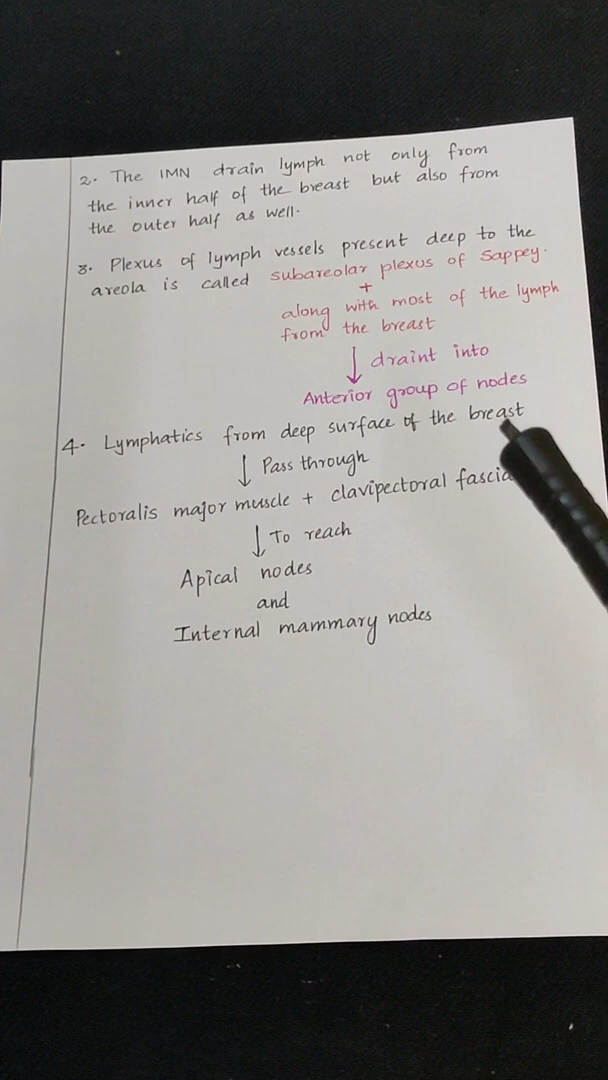 2. The IMN drain lymph not only from
the inner half of the breast but also from
the outer half as well.
3. Plexus of lymph vessels present deep to the
areola is called subareolar plexus of Sappey.
+
along with most of the lymph
from the breast
↓ draint into
Anterior group of nodes
4. Lymphatics from deep surface of the breast
↓ Pass through
Pectoralis major muscle + clavipectoral fascia
↓ To reach
Apical nodes
and
Internal mammary nodes